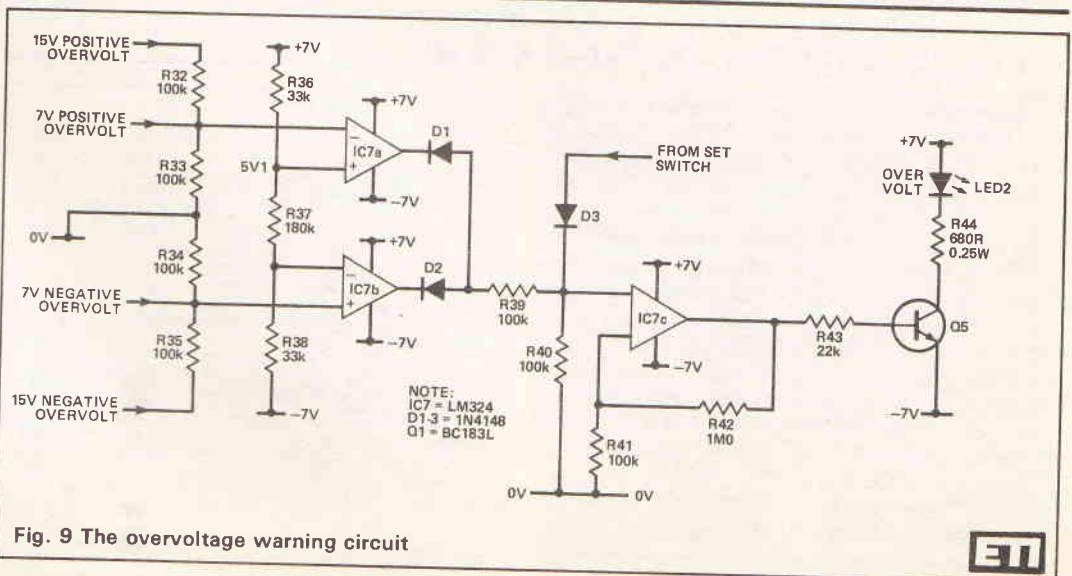 15V POSITIVE
OVERVOLT
R32
100k
7V POSITIVE
OVERVOLT
R33
100k
0V
R34
100k
7V NEGATIVE
OVERVOLT
R35
100k
15V NEGATIVE
OVERVOLT
+7V
R36
33k
5V1
R37
180k
R38
33k
-7V
+7V
−
IC7a
+
-7V
D1
+7V
−
IC7b
+
-7V
D2
R39
100k
NOTE:
IC7 = LM324
D1-3 = 1N4148
Q1 = BC183L
FROM SET
SWITCH
D3
R40
100k
+7V
IC7c
-7V
R41
100k
R42
1M0
0V
0V
R43
22k
+7V
OVER
VOLT
LED2
R44
680R
0.25W
Q5
-7V
Fig. 9 The overvoltage warning circuit
ETI